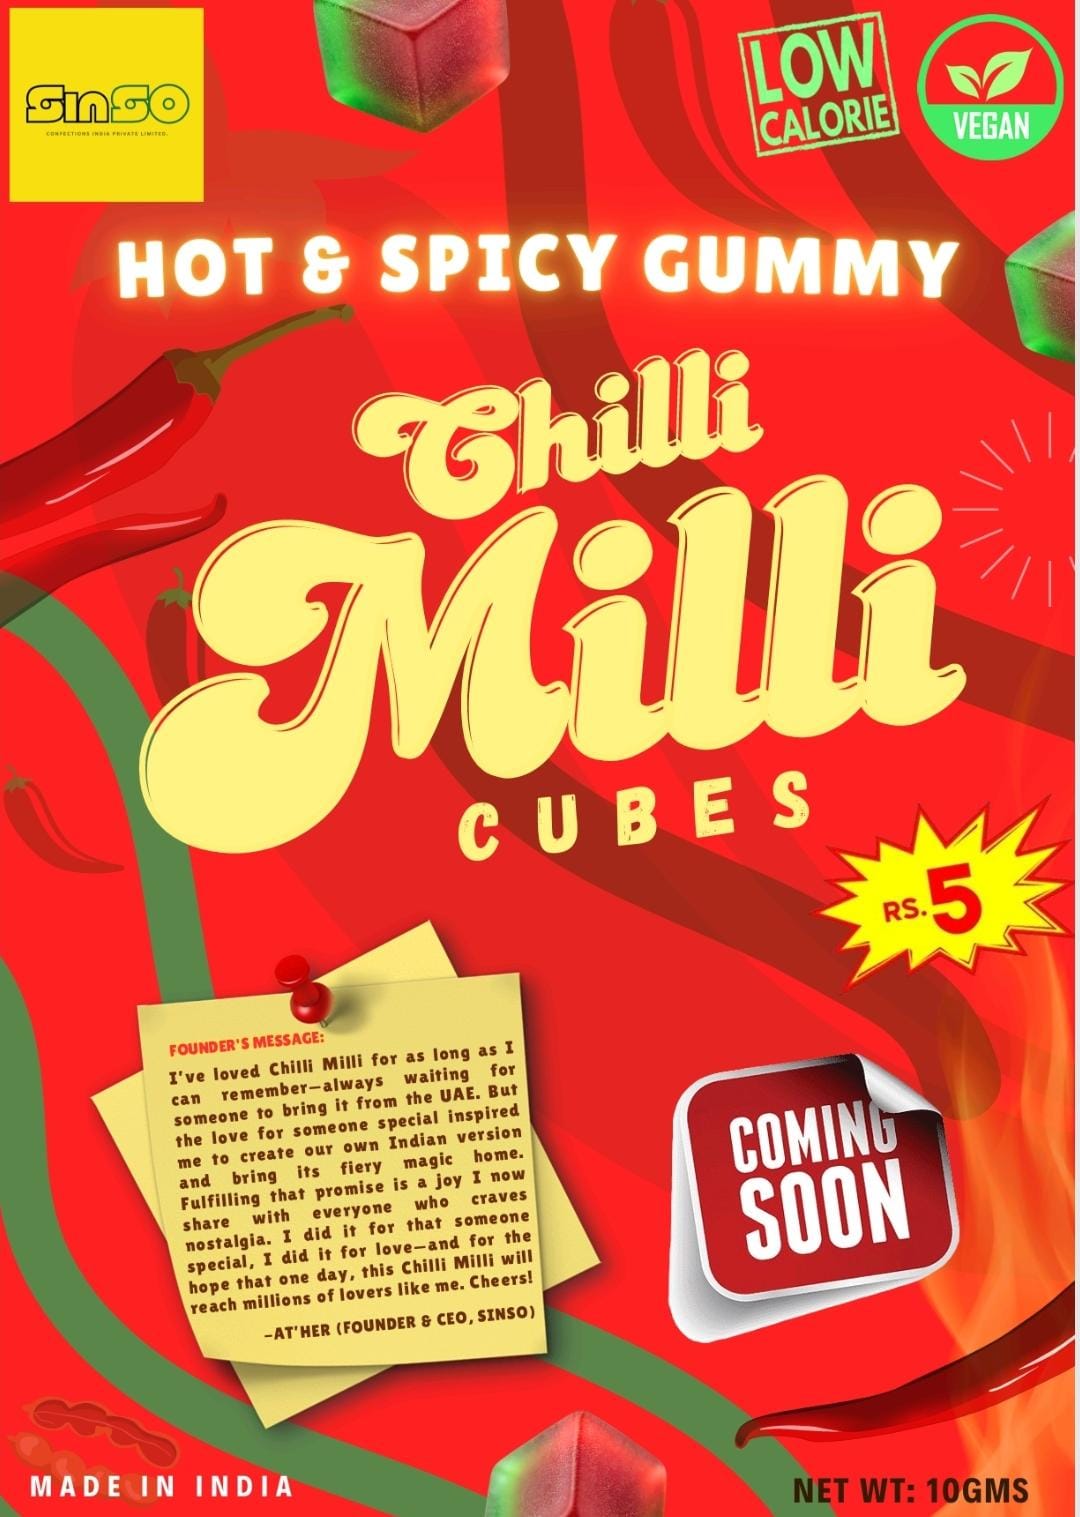 SinSO
CONFECTIONS INDIA PRIVATE LIMITED.
LOW
CALORIE
VEGAN
HOT & SPICY GUMMY
Chilli
Milli
CUBES
RS.5
FOUNDER'S MESSAGE:
I've loved Chilli Milli for as long as I
can remember—always waiting for
someone to bring it from the UAE. But
the love for someone special inspired
me to create our own Indian version
and bring its fiery magic home.
Fulfilling that promise is a joy I now
share with everyone who craves
nostalgia. I did it for that someone
special, I did it for love—and for the
hope that one day, this Chilli Milli will
reach millions of lovers like me. Cheers!
—AT'HER (FOUNDER & CEO, SINSO)
COMING
SOON
MADE IN INDIA
NET WT: 10GMS